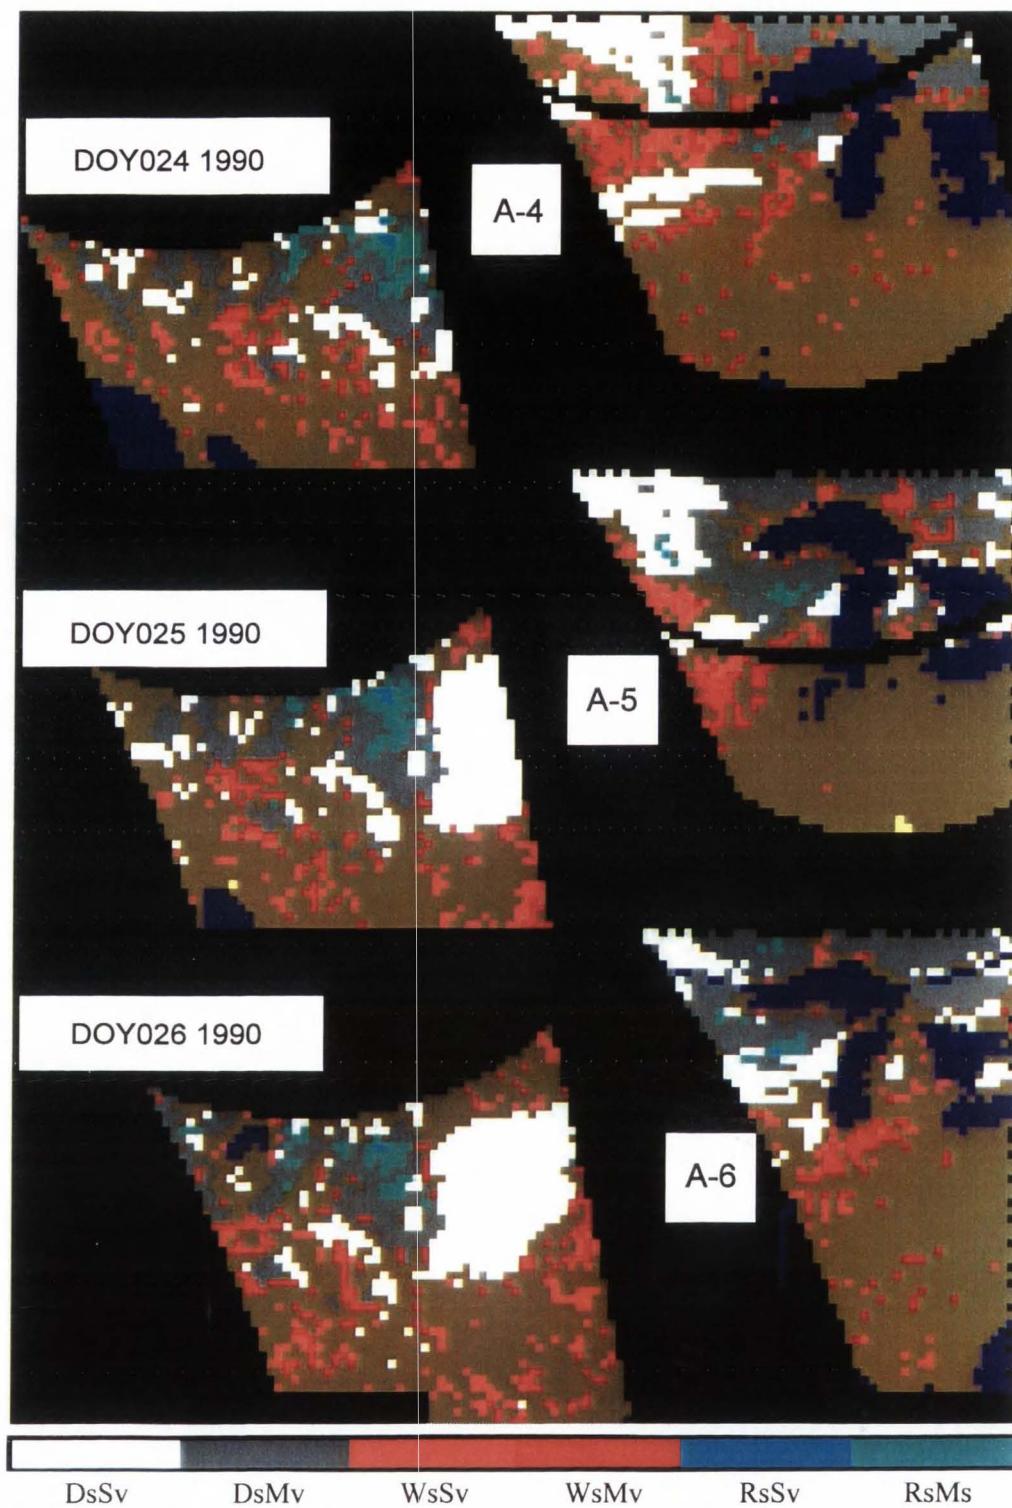 DOY024 1990
A-4
DOY025 1990
A-5
DOY026 1990
A-6
DsSv DsMv WsSv WsMv RsSv RsMs